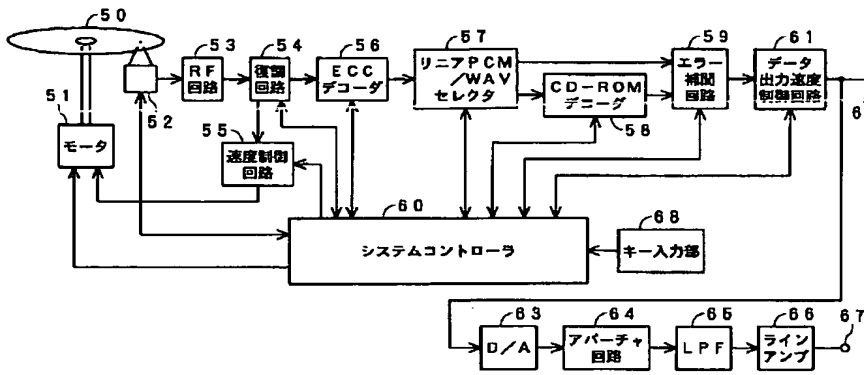 50
53
54
56
57
59
61
RF
回路
復調
回路
ECC
デコーダ
リニアPCM
/WAV
セレクタ
エラー
補間
回路
データ
出力速度
制御回路
CD-ROM
デコーダ
58
51
52
55
モータ
速度制御
回路
6
60
システムコントローラ
68
キー入力部
63
64
65
66
67
D/A
アパーチャ
回路
LPF
ライン
アンプ